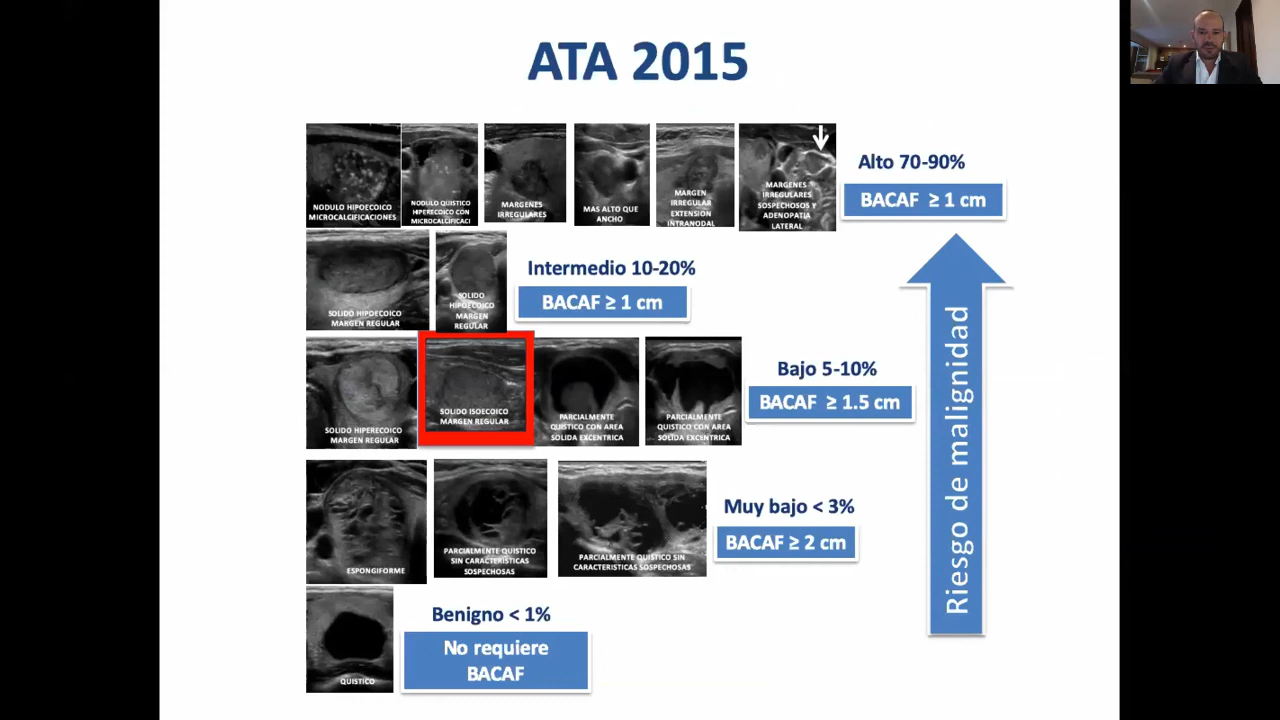 ATA 2015
NODULO HIPOECOICO
MICROCALCIFICACIONES
NODULO QUISTICO
HIPERECOICO CON
MICROCALCIFICACI
MARGENES
IRREGULARES
MAS ALTO QUE
ANCHO
MARGEN
IRREGULAR
EXTENSION
INTRANODAL
MARGENES
IRREGULARES
SOSPECHOSOS Y
ADENOPATIA
LATERAL
Alto 70-90%
BACAF ≥ 1 cm
SOLIDO HIPOECOICO
MARGEN REGULAR
SOLIDO
HIPOECOICO
MARGEN
REGULAR
Intermedio 10-20%
BACAF ≥ 1 cm
SOLIDO HIPERECOICO
MARGEN REGULAR
SOLIDO ISOECOICO
MARGEN REGULAR
PARCIALMENTE
QUISTICO CON AREA
SOLIDA EXCENTRICA
PARCIALMENTE
QUISTICO CON AREA
SOLIDA EXCENTRICA
Bajo 5-10%
BACAF ≥ 1.5 cm
ESPONGIFORME
PARCIALMENTE QUISTICO
SIN CARACTERISTICAS
SOSPECHOSAS
PARCIALMENTE QUISTICO SIN
CARACTERISTICAS SOSPECHOSAS
Muy bajo < 3%
BACAF ≥ 2 cm
QUISTICO
Benigno < 1%
No requiere
BACAF
Riesgo de malignidad